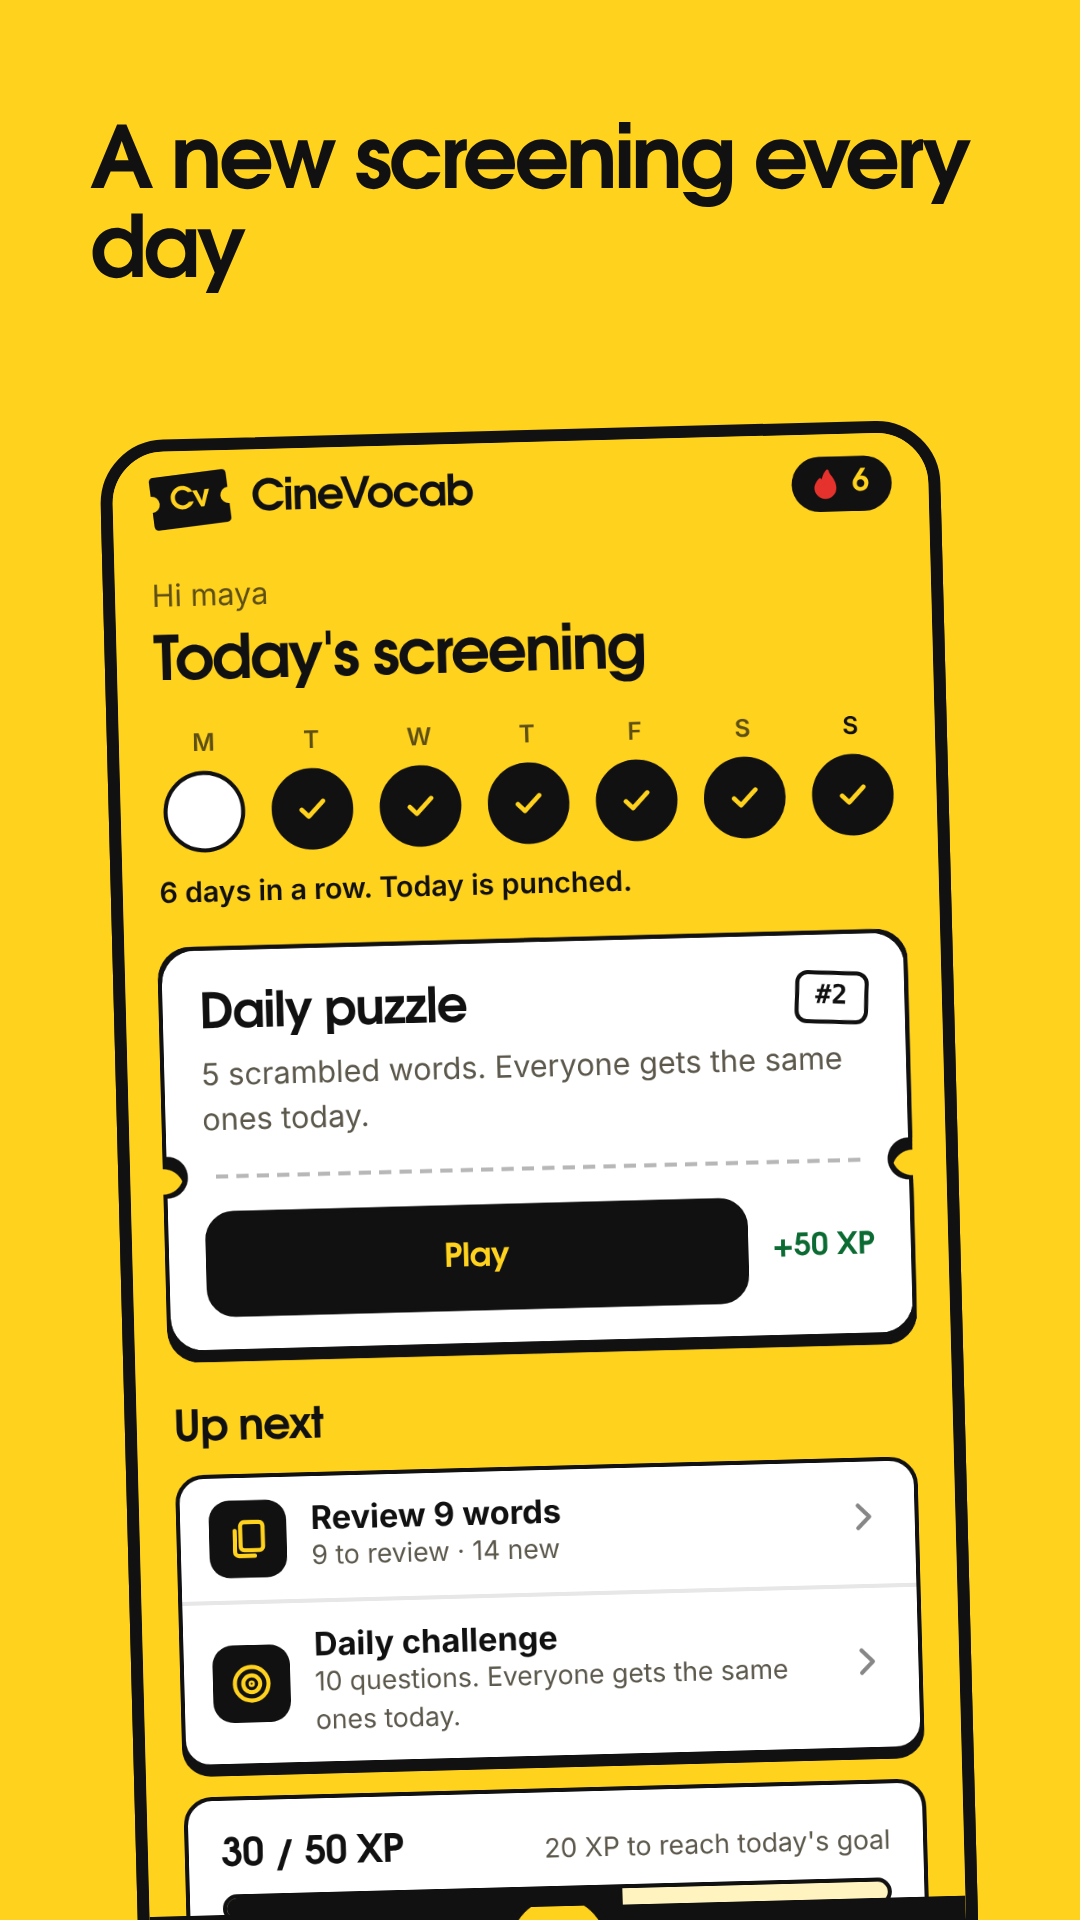 A new screening every
day
Cv CineVocab 6
Hi maya
Today's screening
M T W T F S S
6 days in a row. Today is punched.
Daily puzzle #2
5 scrambled words. Everyone gets the same
ones today.
Play +50 XP
Up next
Review 9 words
9 to review · 14 new
Daily challenge
10 questions. Everyone gets the same
ones today.
30 / 50 XP 20 XP to reach today's goal